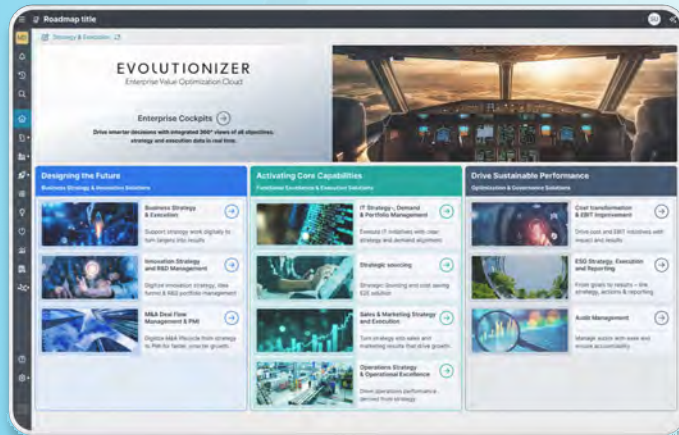 Roadmap title
Strategy & Execution
EVOLUTIONIZER
Enterprise Value Optimization Cloud
Enterprise Cockpits
Drive smarter decisions with integrated 360° views of all objectives,
strategy and execution data in real time.
Designing the Future
Business Strategy & Innovation Solutions
Business Strategy
& Execution
Support strategy work digitally to
turn targets into results
Innovation Strategy
and R&D Management
Digitize innovation strategy, idea
funnel & R&D portfolio management
M&A Deal Flow
Management & PMI
Digitize M&A lifecycle from strategy
to PMI for faster, smarter growth
Activating Core Capabilities
Functional Excellence & Execution Solutions
IT Strategy-, Demand
& Portfolio Management
Execute IT initiatives with clear
strategy and demand alignment
Strategic sourcing
Strategic Sourcing and cost saving
E2E solution
Sales & Marketing Strategy
and Execution
Turn strategy into sales and
marketing results that drive growth
Operations Strategy
& Operational Excellence
Drive operations performance
derived from strategy
Drive Sustainable Performance
Optimization & Governance Solutions
Cost transformation
& EBIT Improvement
Drive cost and EBIT initiatives with
impact and results
ESG Strategy, Execution
and Reporting
From goals to results – the
strategy, actions & reporting
Audit Management
Manage audits with ease and
ensure accountability